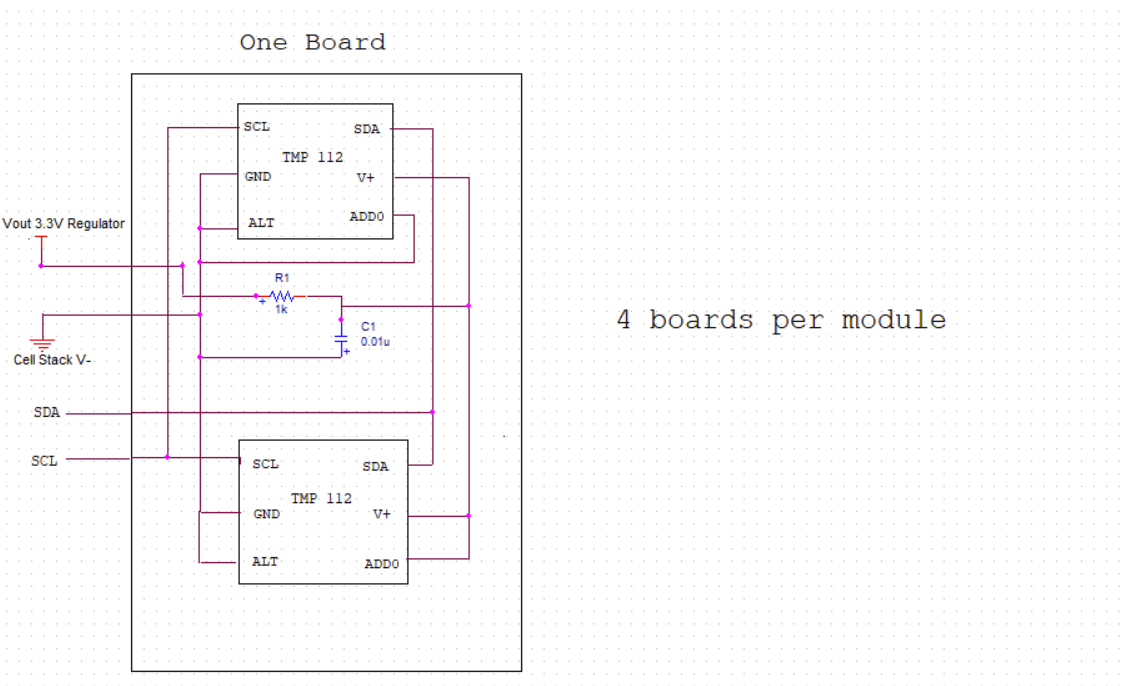 One Board
SCL
SDA
TMP 112
GND
V+
ALT
ADD0
Vout 3.3V Regulator
R1
+
1k
C1
0.01u
+
4 boards per module
Cell Stack V-
SDA
SCL
SCL
SDA
TMP 112
GND
V+
ALT
ADD0